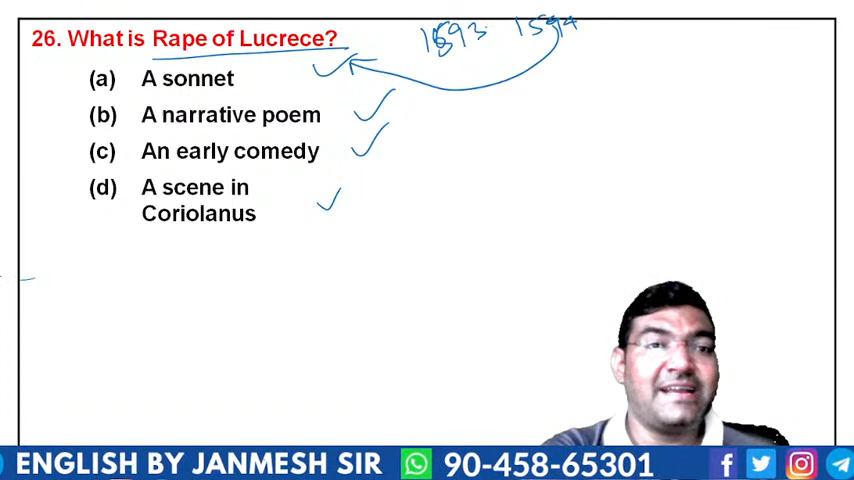 26. What is Rape of Lucrece?
1593 1594
(a) A sonnet
(b) A narrative poem
(c) An early comedy
(d) A scene in
Coriolanus
ENGLISH BY JANMESH SIR 90-458-65301